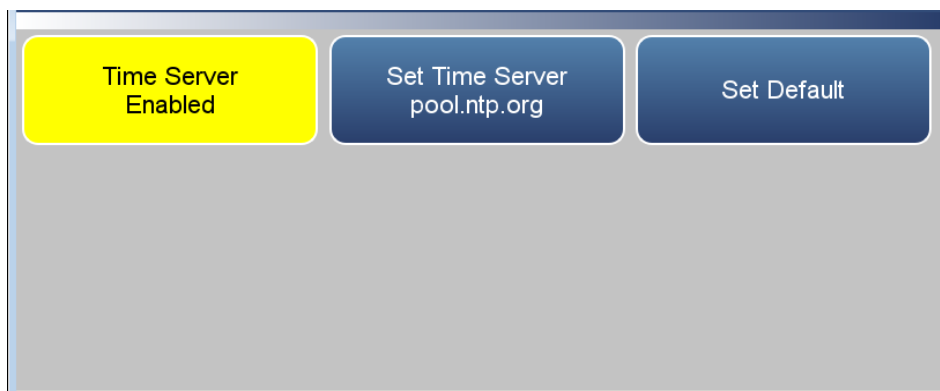 Time Server
Enabled
Set Time Server
pool.ntp.org
Set Default